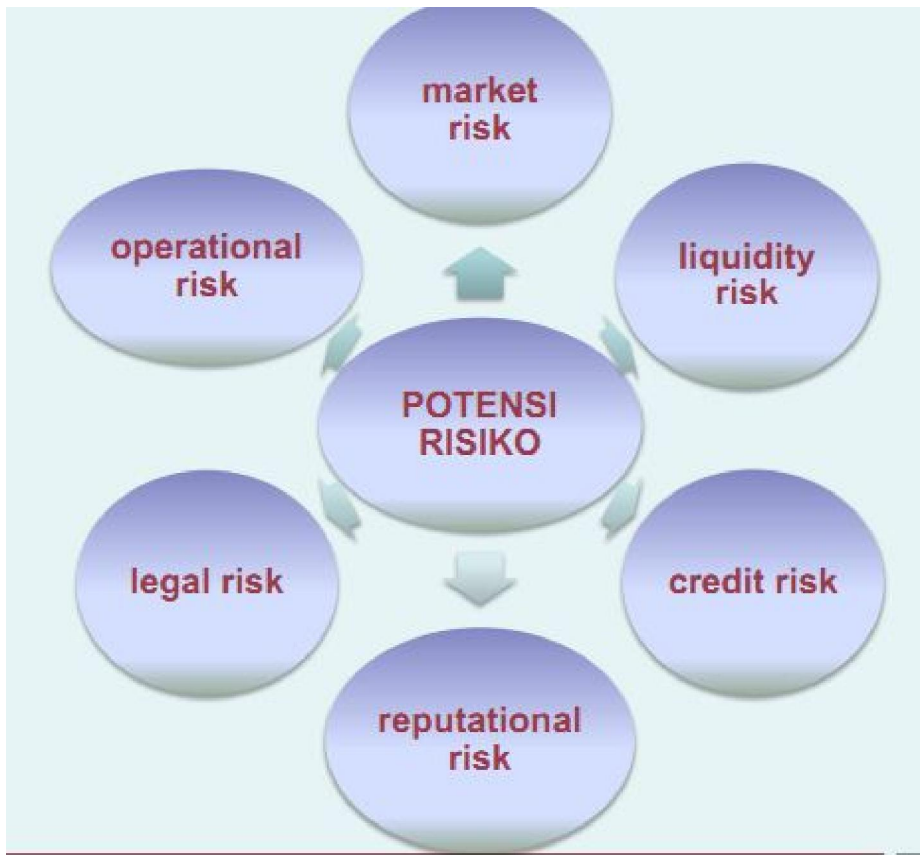 market
risk
operational
risk
liquidity
risk
POTENSI
RISIKO
legal risk
credit risk
reputational
risk